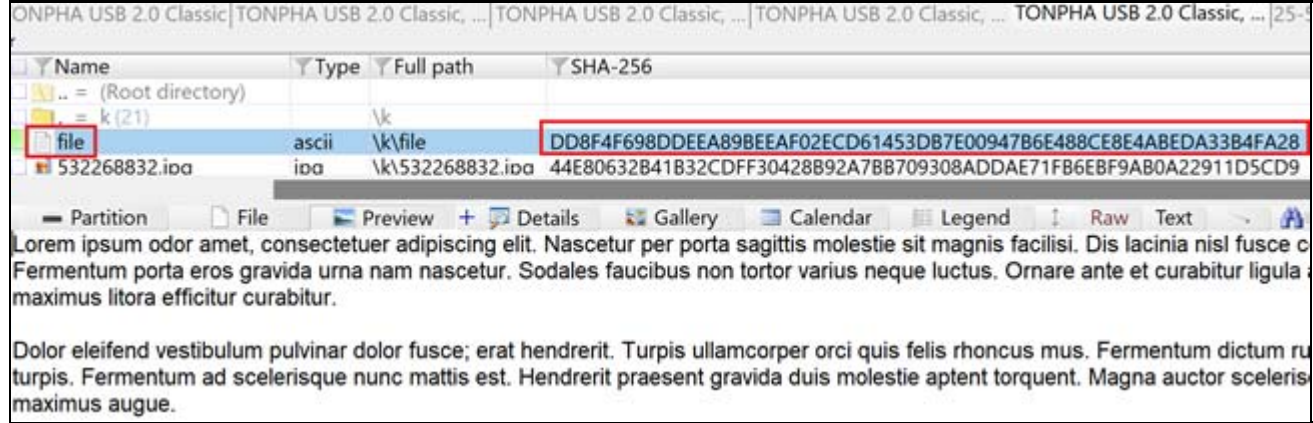 ONPHA USB 2.0 Classic TONPHA USB 2.0 Classic, ... TONPHA USB 2.0 Classic, ... TONPHA USB 2.0 Classic, ... TONPHA USB 2.0 Classic, ... 25-
Name Type Full path SHA-256
.. = (Root directory)
. = k (21) \k
file ascii \k\file DD8F4F698DDEEA89BEEAF02ECD61453DB7E00947B6E488CE8E4ABEDA33B4FA28
532268832.jpg jpg \k\532268832.jpg 44E80632B41B32CDFF30428B92A7BB709308ADDAE71FB6EBF9AB0A22911D5CD9
Partition File Preview + Details Gallery Calendar Legend Raw Text
Lorem ipsum odor amet, consectetuer adipiscing elit. Nascetur per porta sagittis molestie sit magnis facilisi. Dis lacinia nisl fusce c
Fermentum porta eros gravida urna nam nascetur. Sodales faucibus non tortor varius neque luctus. Ornare ante et curabitur ligula
maximus litora efficitur curabitur.
Dolor eleifend vestibulum pulvinar dolor fusce; erat hendrerit. Turpis ullamcorper orci quis felis rhoncus mus. Fermentum dictum ru
turpis. Fermentum ad scelerisque nunc mattis est. Hendrerit praesent gravida duis molestie aptent torquent. Magna auctor sceleris
maximus augue.